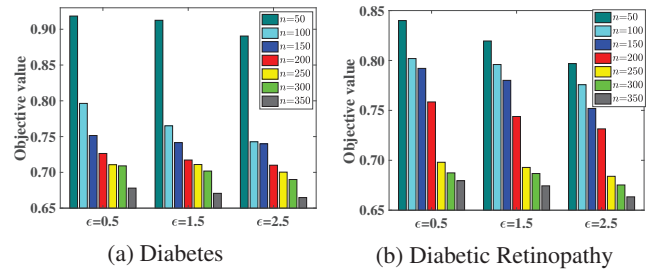 Objective value
0.90
0.85
0.80
0.75
0.70
0.65
n=50
n=100
n=150
n=200
n=250
n=300
n=350
ϵ=0.5 ϵ=1.5 ϵ=2.5
(a) Diabetes
Objective value
0.85
0.80
0.75
0.70
0.65
n=50
n=100
n=150
n=200
n=250
n=300
n=350
ϵ=0.5 ϵ=1.5 ϵ=2.5
(b) Diabetic Retinopathy